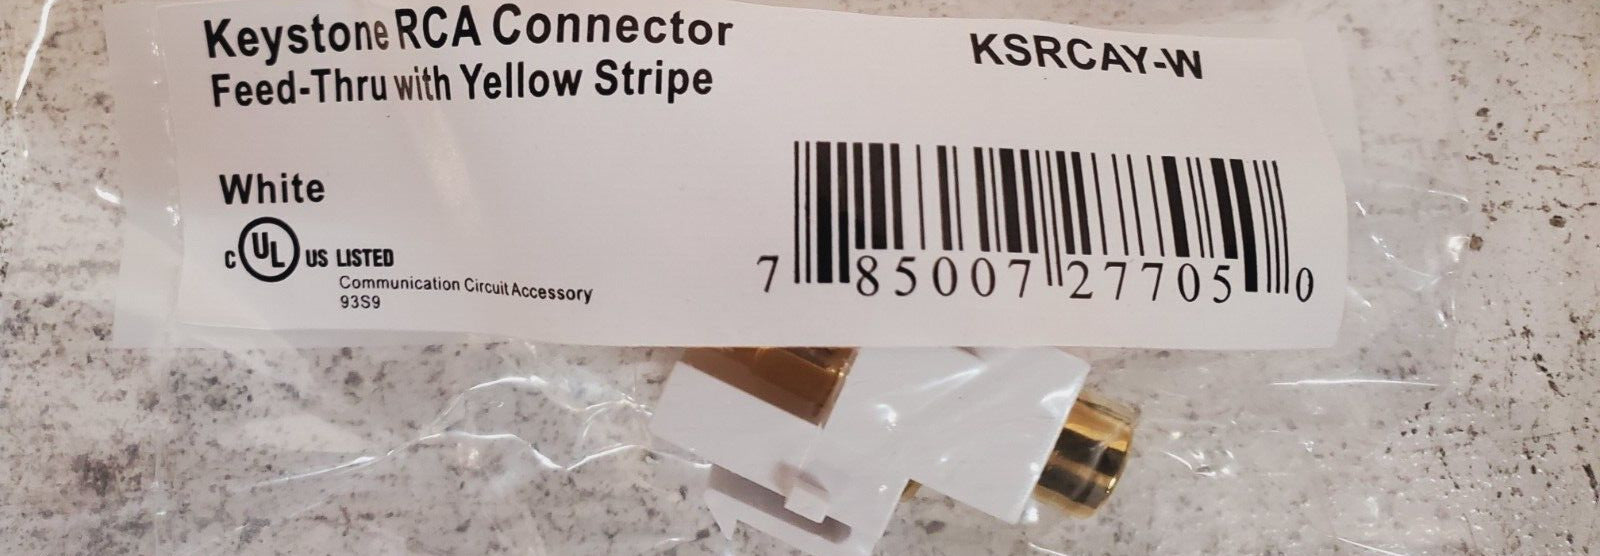 Keystone RCA Connector
Feed-Thru with Yellow Stripe
KSRCAY-W
White
C UL US LISTED
Communication Circuit Accessory
93S9
7 85007 27705 0